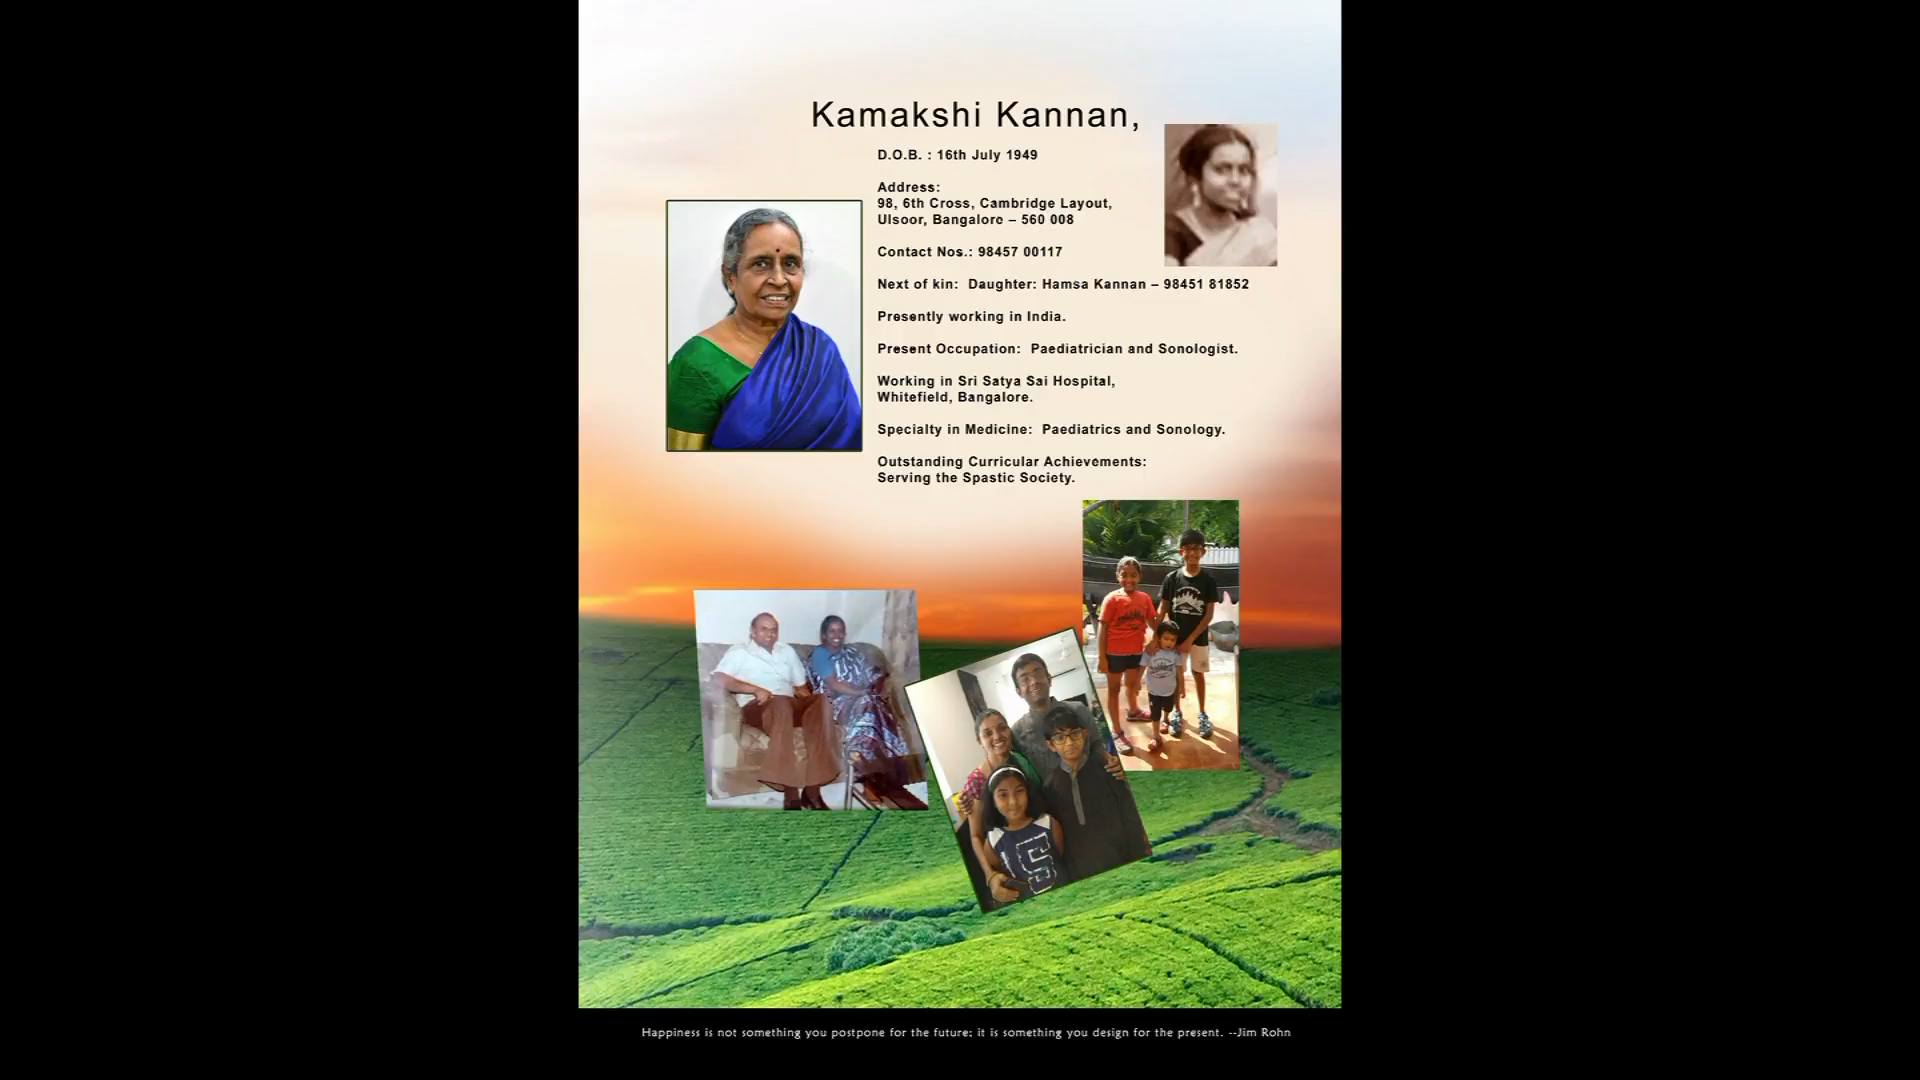 Kamakshi Kannan,
D.O.B. : 16th July 1949
Address:
98, 6th Cross, Cambridge Layout,
Ulsoor, Bangalore – 560 008
Contact Nos.: 98457 00117
Next of kin: Daughter: Hamsa Kannan – 98451 81852
Presently working in India.
Present Occupation: Paediatrician and Sonologist.
Working in Sri Satya Sai Hospital,
Whitefield, Bangalore.
Specialty in Medicine: Paediatrics and Sonology.
Outstanding Curricular Achievements:
Serving the Spastic Society.
Happiness is not something you postpone for the future; it is something you design for the present. --Jim Rohn